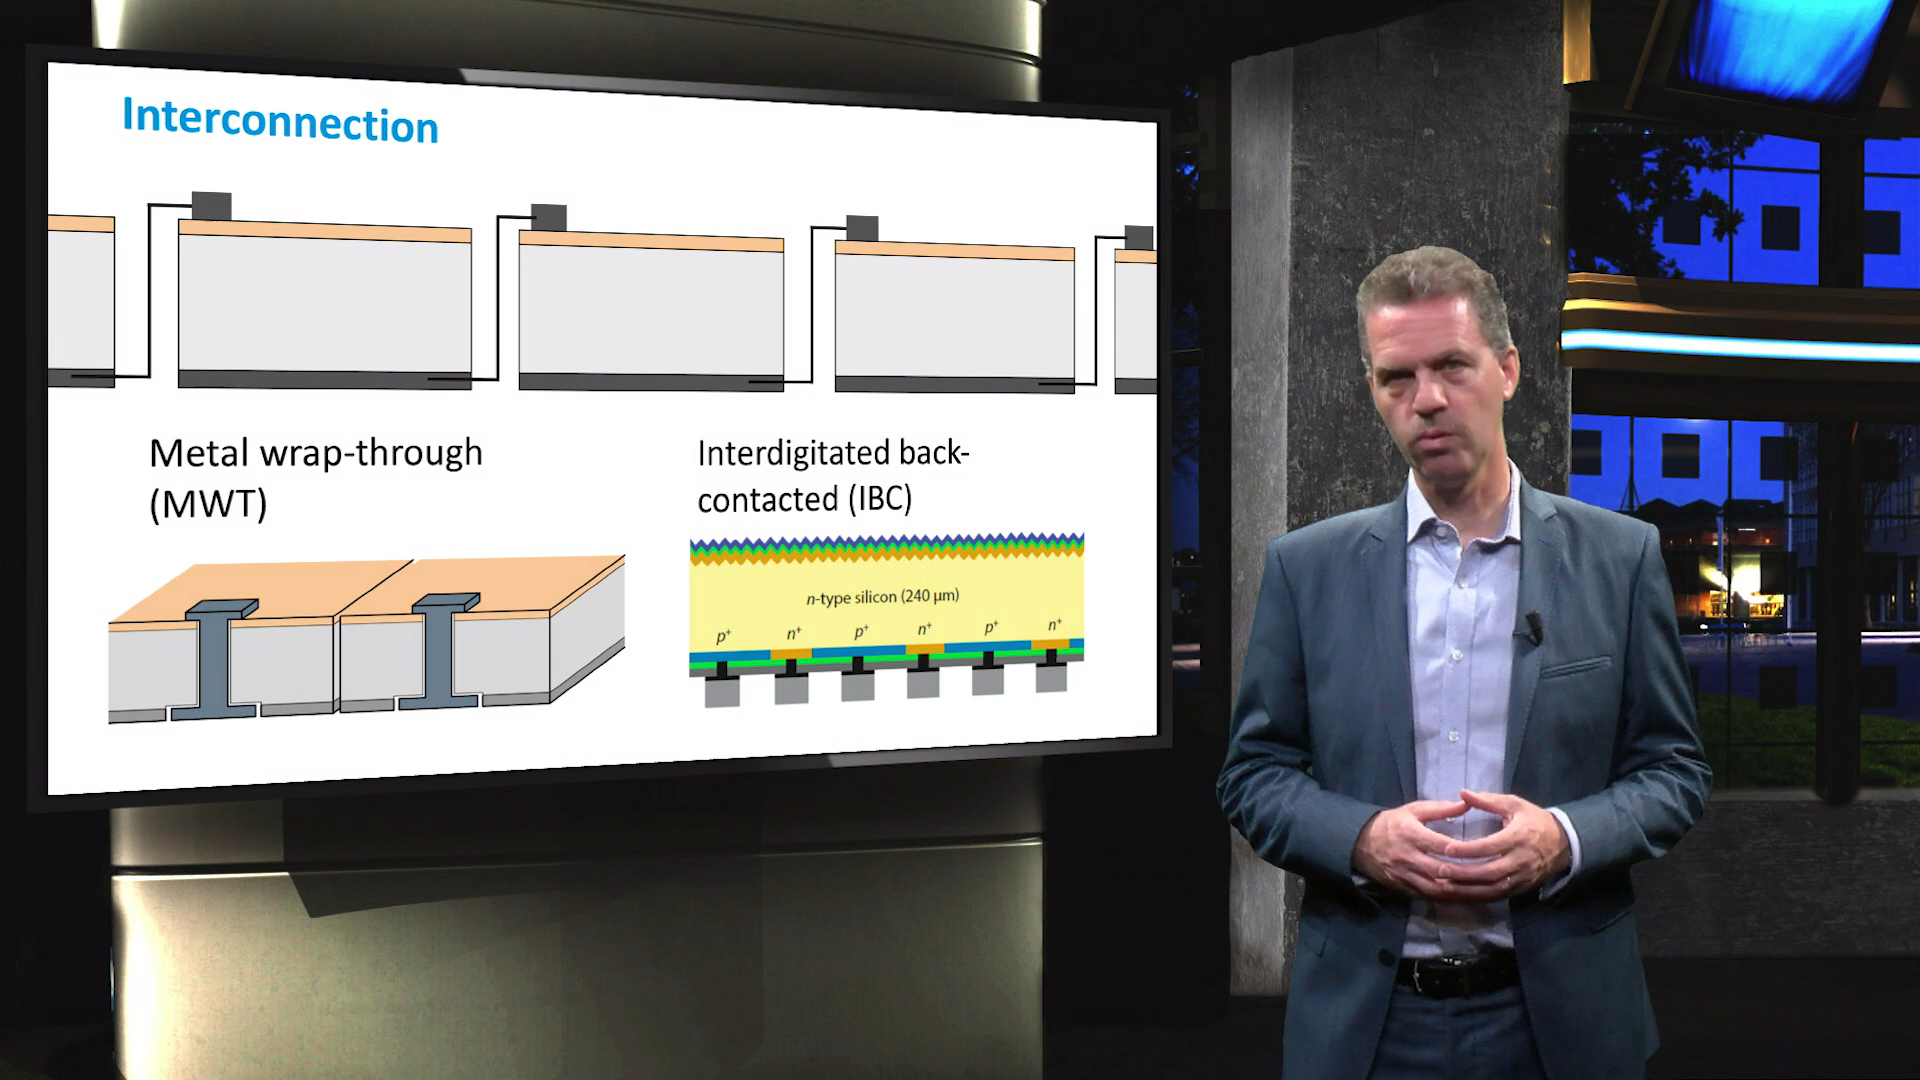 Interconnection
Metal wrap-through
(MWT)
Interdigitated back-
contacted (IBC)
n-type silicon (240 μm)
p⁺ n⁺ p⁺ n⁺ p⁺ n⁺